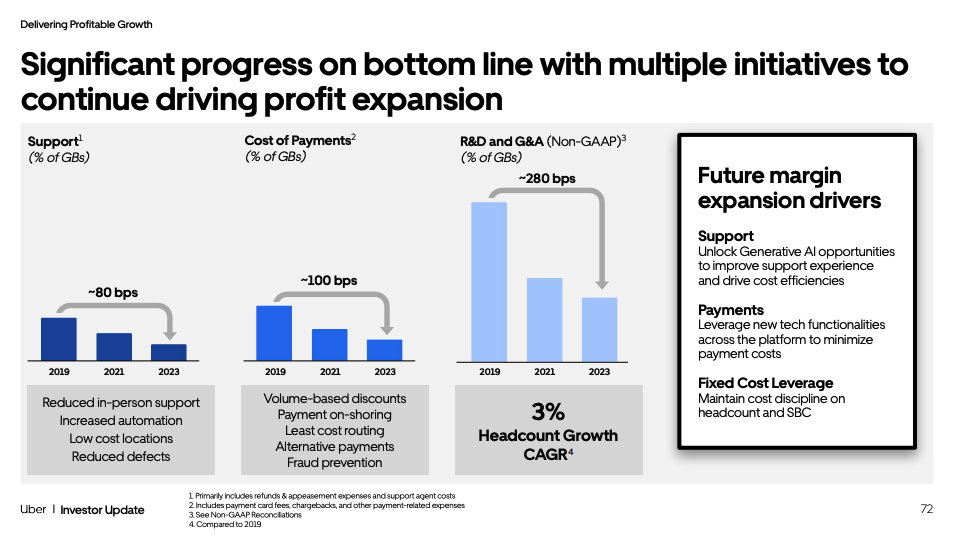 Delivering Profitable Growth
Significant progress on bottom line with multiple initiatives to
continue driving profit expansion
Support¹
(% of GBs)
~80 bps
2019 2021 2023
Reduced in-person support
Increased automation
Low cost locations
Reduced defects
Cost of Payments²
(% of GBs)
~100 bps
2019 2021 2023
Volume-based discounts
Payment on-shoring
Least cost routing
Alternative payments
Fraud prevention
R&D and G&A (Non-GAAP)³
(% of GBs)
~280 bps
2019 2021 2023
3%
Headcount Growth
CAGR⁴
Future margin
expansion drivers
Support
Unlock Generative AI opportunities
to improve support experience
and drive cost efficiencies
Payments
Leverage new tech functionalities
across the platform to minimize
payment costs
Fixed Cost Leverage
Maintain cost discipline on
headcount and SBC
Uber | Investor Update
1. Primarily includes refunds & appeasement expenses and support agent costs
2. Includes payment card fees, chargebacks, and other payment-related expenses
3. See Non-GAAP Reconciliations
4. Compared to 2019
72